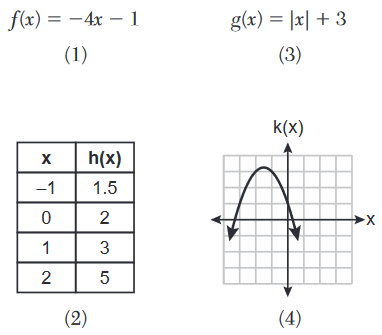 f(x) = −4x − 1
(1)
g(x) = |x| + 3
(3)
x h(x)
−1 1.5
0 2
1 3
2 5
(2)
k(x)
x
(4)